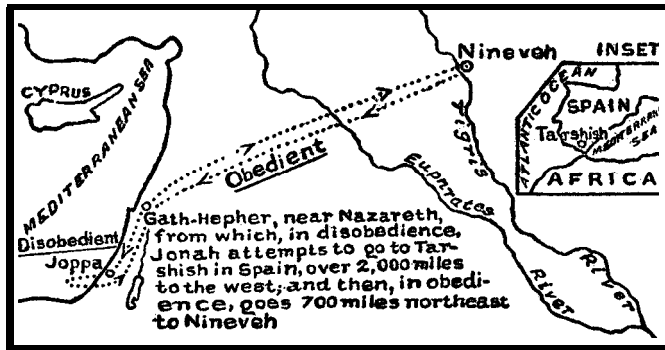 Nineveh
INSET
CYPRUS
MEDITERRANEAN SEA
ATLANTIC OCEAN
SPAIN
Tarshish
MEDITERRANEAN SEA
AFRICA
Tigris
River
Euphrates
River
Obedient
Disobedient
Joppa
Gath-Hepher, near Nazareth,
from which, in disobedience,
Jonah attempts to go to Tar-
shish in Spain, over 2,000 miles
to the west; and then, in obedi-
ence, goes 700 miles northeast
to Nineveh